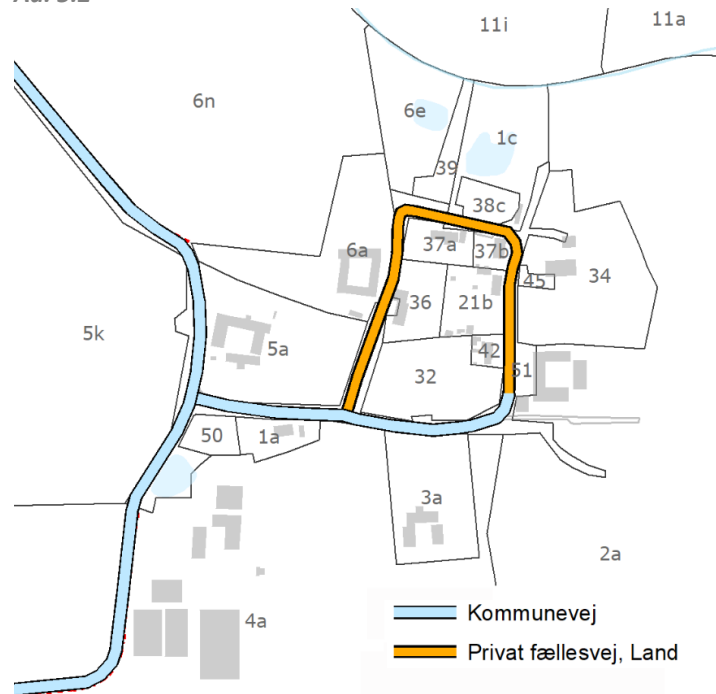 11i
11a
6n
6e
1c
39
38c
37a
37b
6a
34
45
36
21b
5k
5a
42
32
51
50
1a
3a
2a
4a
Kommunevej
Privat fællesvej, Land